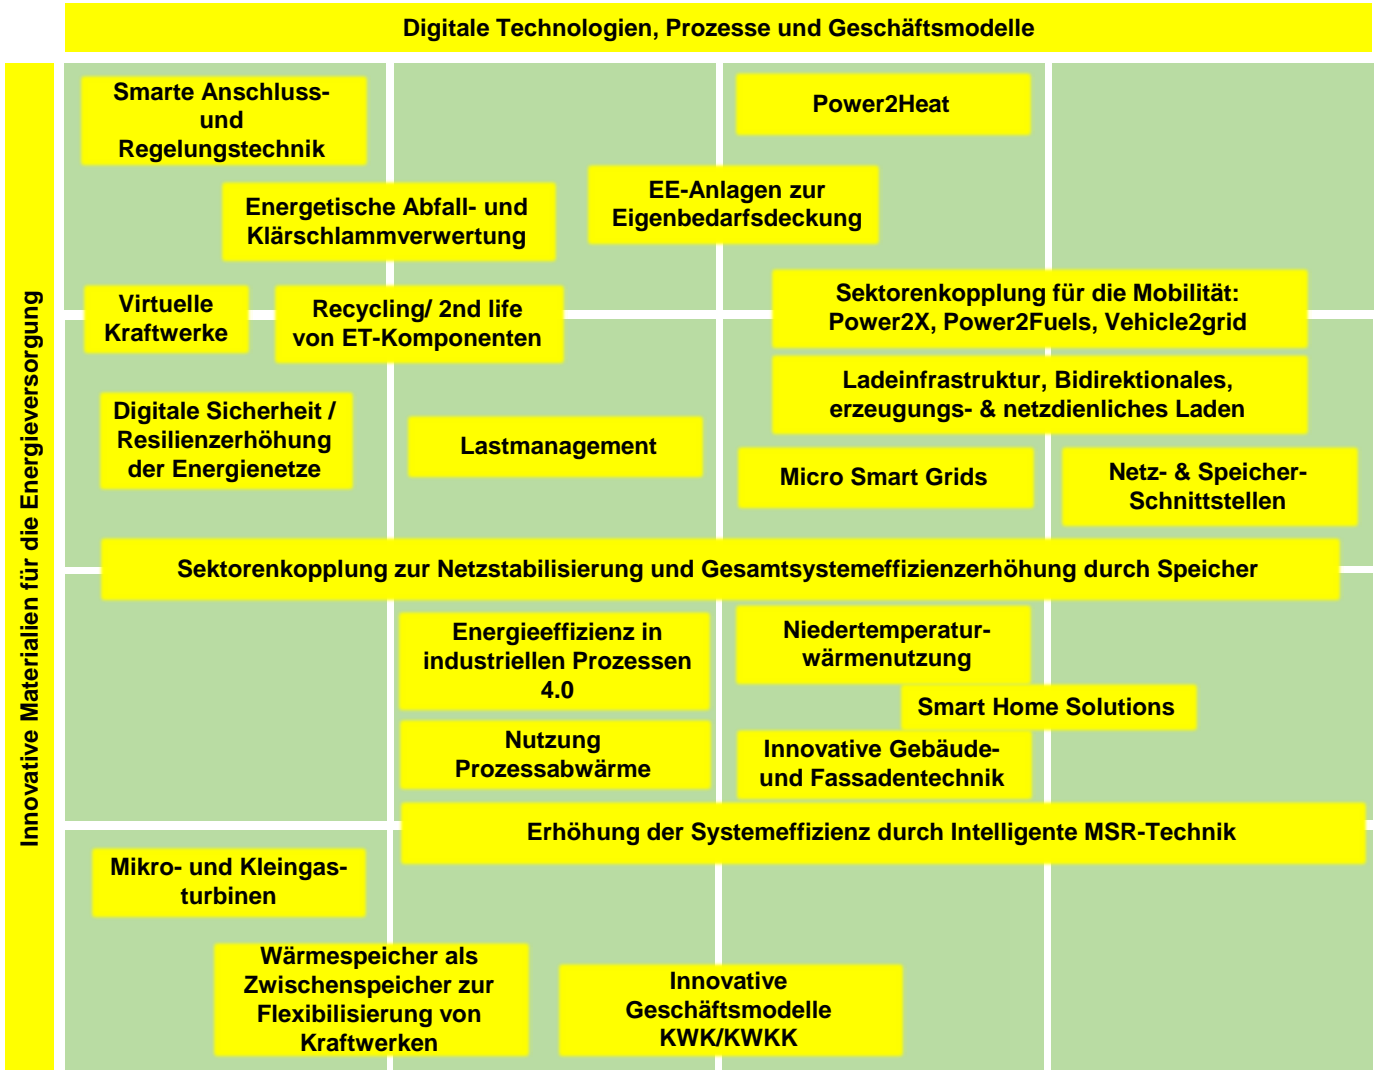 Digitale Technologien, Prozesse und Geschäftsmodelle
Innovative Materialien für die Energieversorgung
Smarte Anschluss-
und
Regelungstechnik
Power2Heat
Energetische Abfall- und
Klärschlammverwertung
EE-Anlagen zur
Eigenbedarfsdeckung
Virtuelle
Kraftwerke
Recycling/ 2nd life
von ET-Komponenten
Sektorenkopplung für die Mobilität:
Power2X, Power2Fuels, Vehicle2grid
Ladeinfrastruktur, Bidirektionales,
erzeugungs- & netzdienliches Laden
Digitale Sicherheit /
Resilienzerhöhung
der Energienetze
Lastmanagement
Micro Smart Grids
Netz- & Speicher-
Schnittstellen
Sektorenkopplung zur Netzstabilisierung und Gesamtsystemeffizienzerhöhung durch Speicher
Energieeffizienz in
industriellen Prozessen
4.0
Niedertemperatur-
wärmenutzung
Smart Home Solutions
Nutzung
Prozessabwärme
Innovative Gebäude-
und Fassadentechnik
Erhöhung der Systemeffizienz durch Intelligente MSR-Technik
Mikro- und Kleingas-
turbinen
Wärmespeicher als
Zwischenspeicher zur
Flexibilisierung von
Kraftwerken
Innovative
Geschäftsmodelle
KWK/KWKK